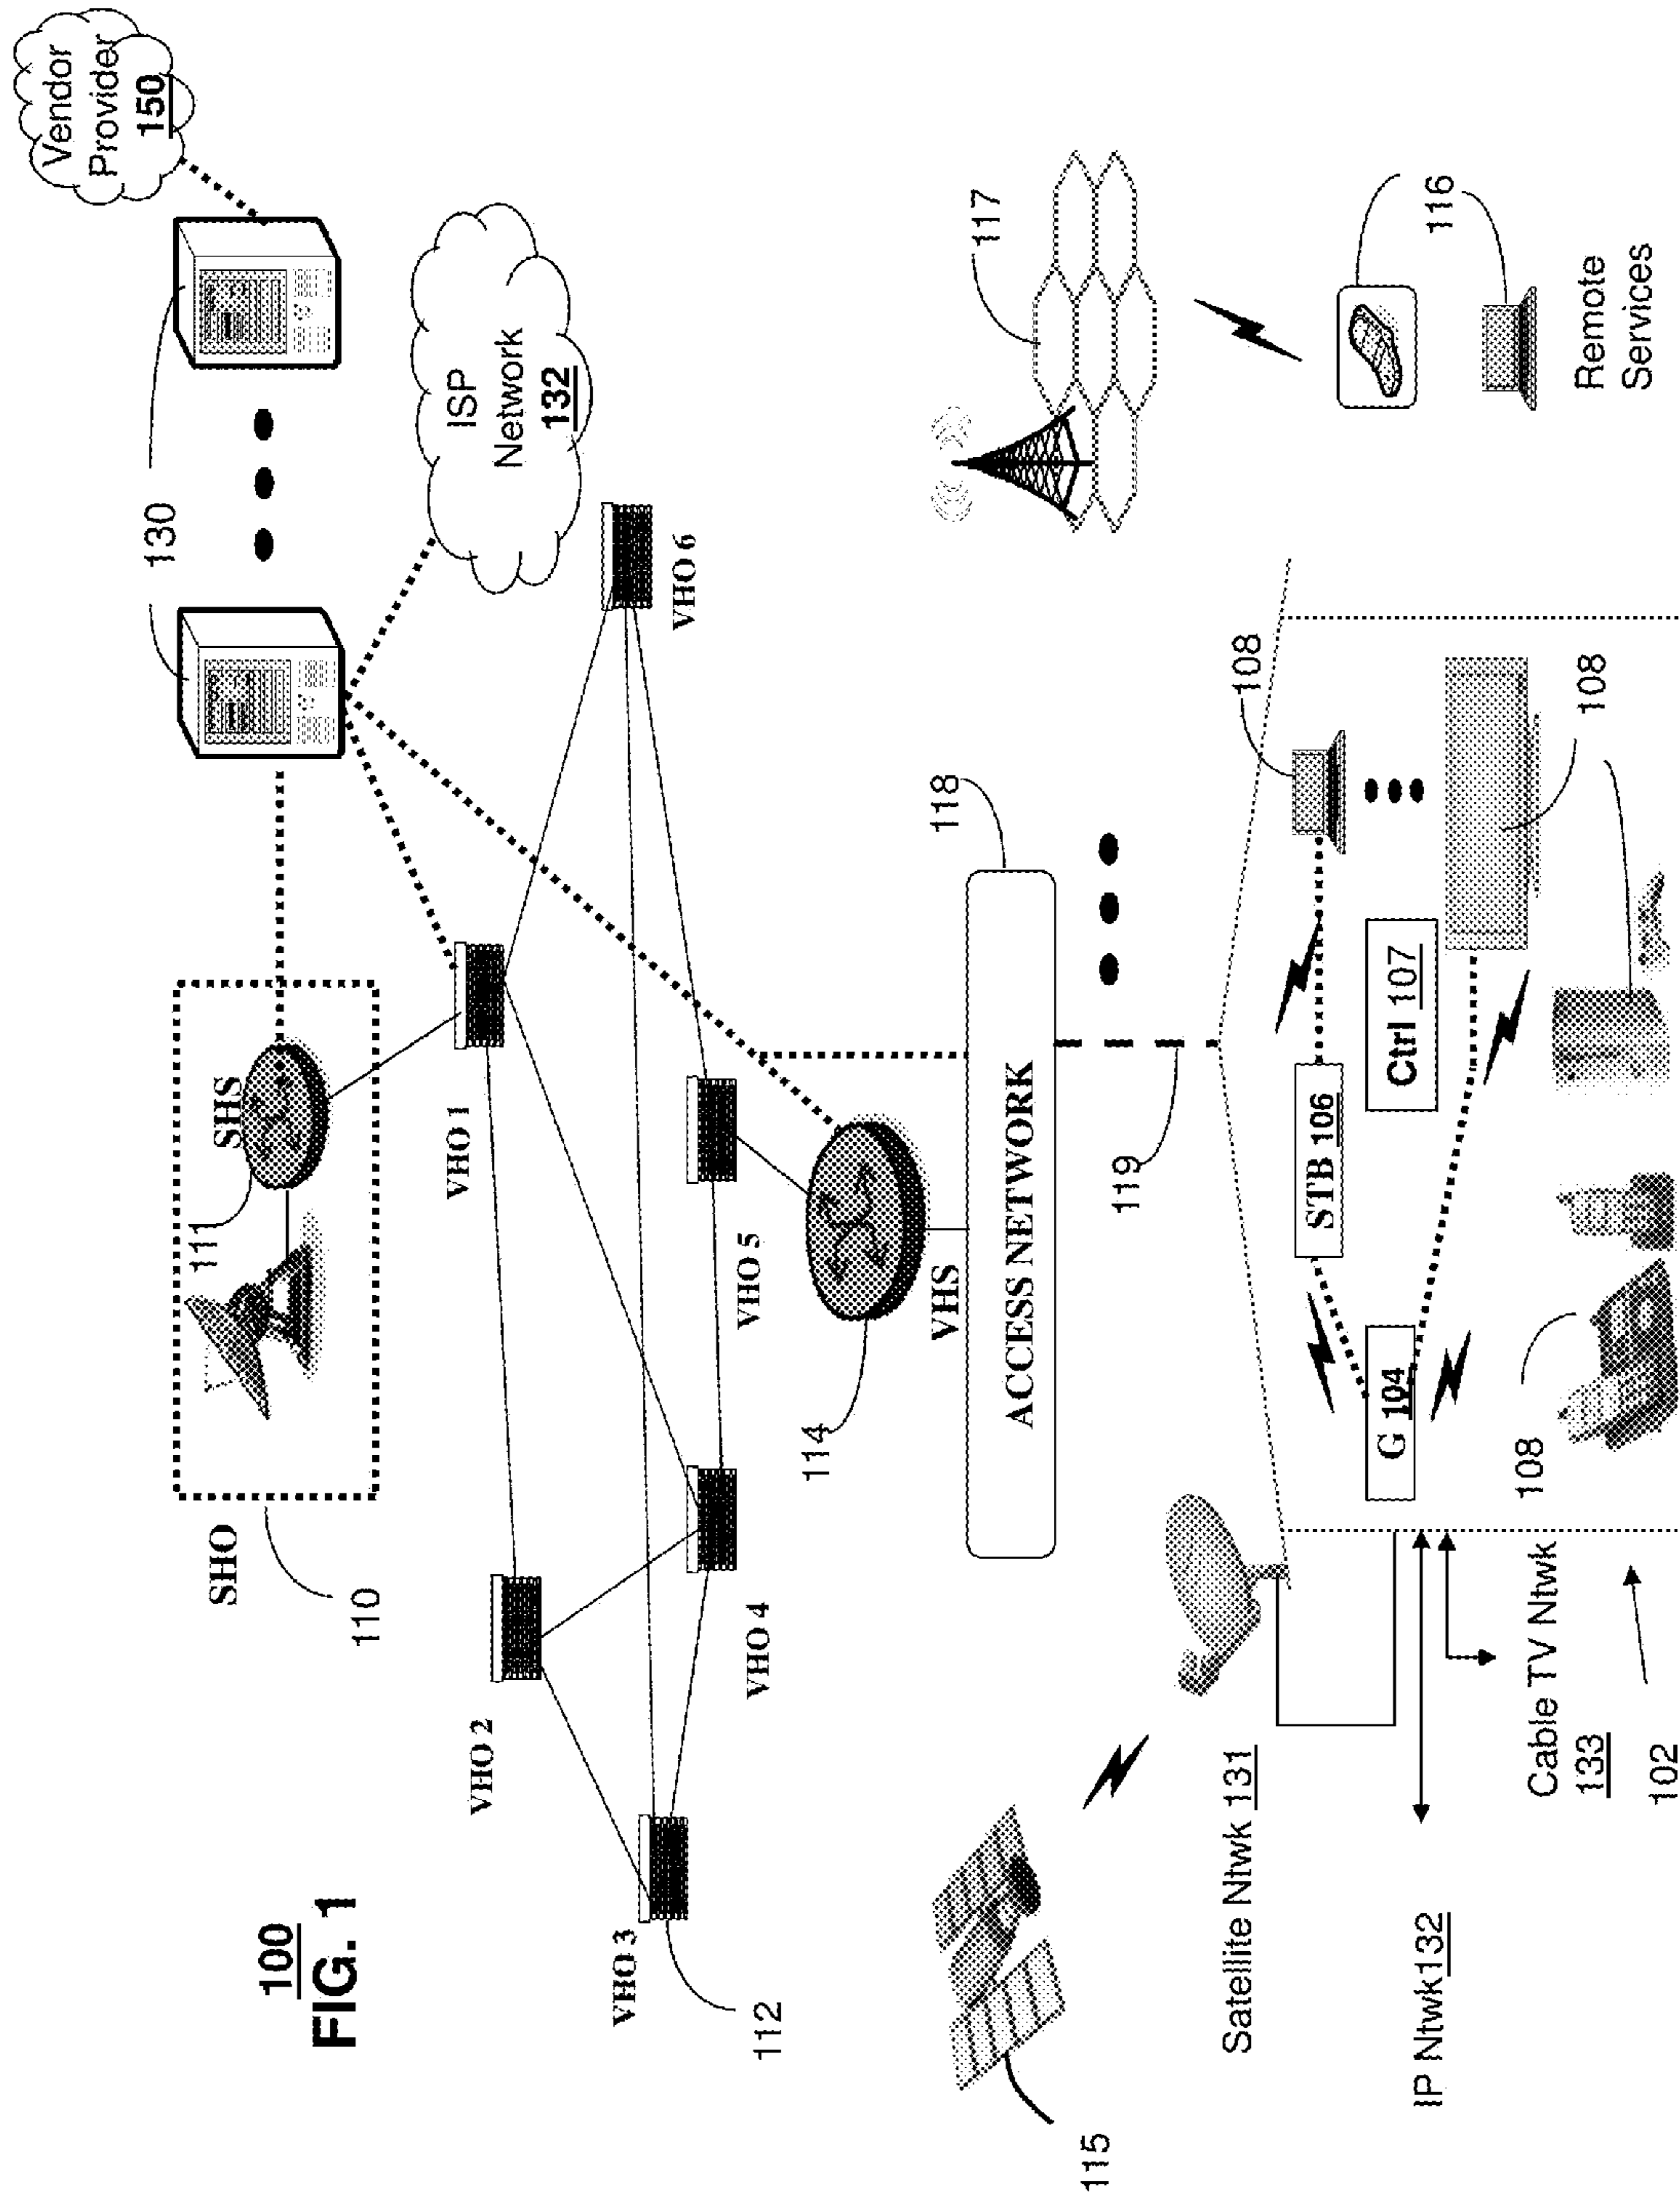 100
FIG. 1
SHO
110
111
SHS
130
Vendor
Provider
150
ISP
Network
132
VHO 1
VHO 2
VHO 3
112
VHO 4
VHO 5
VHO 6
114
VHS
ACCESS NETWORK
118
119
117
116
Remote
Services
115
Satellite Ntwk 131
IP Ntwk132
Cable TV Ntwk
133
102
G 104
STB 106
Ctrl 107
108
108
108
108